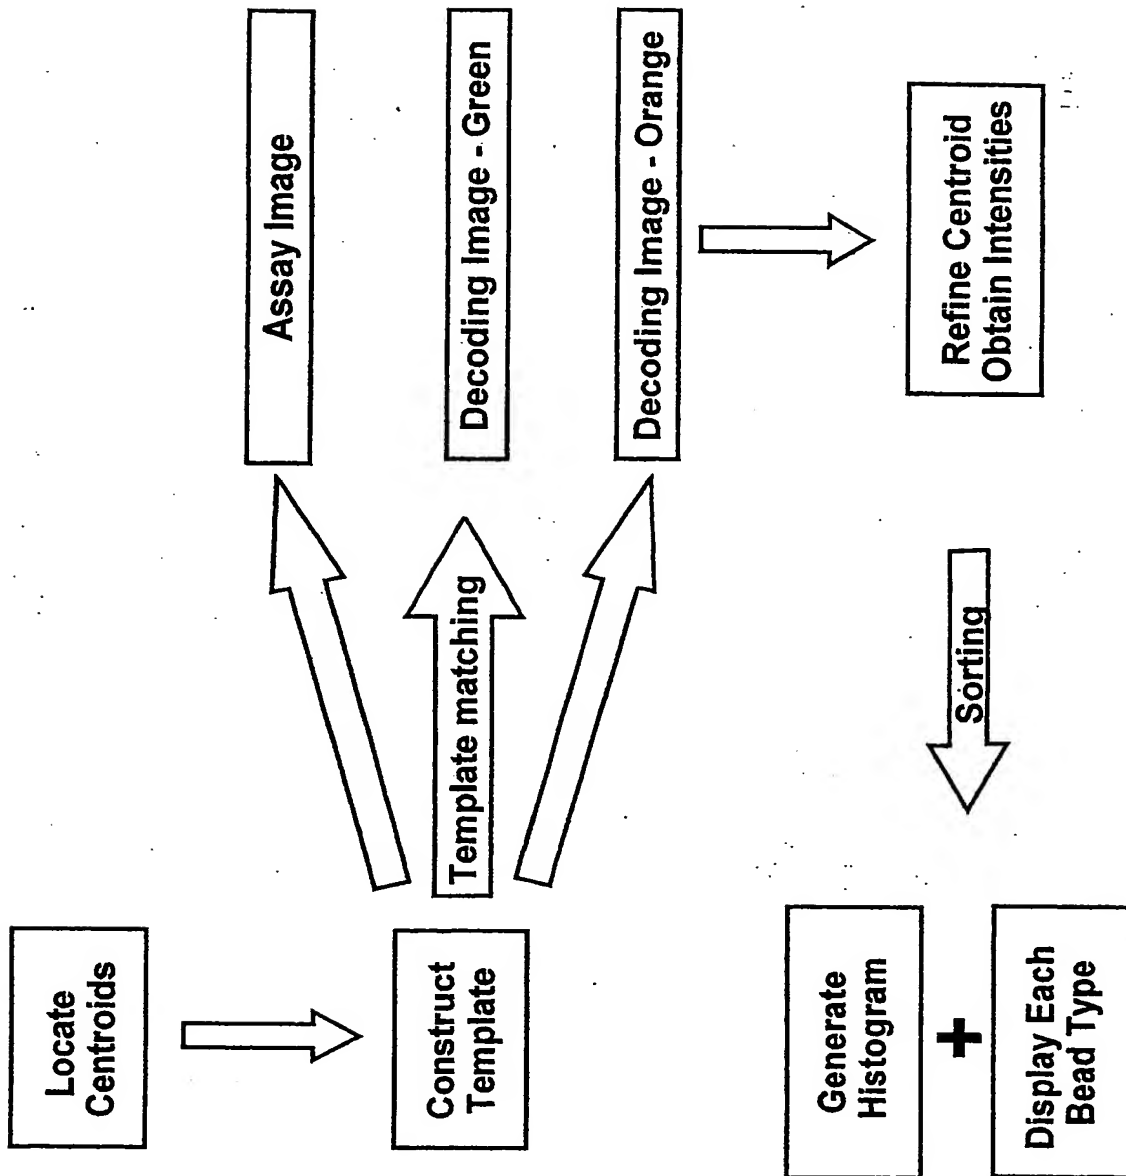 Locate
Centroids
Construct
Template
Template matching
Assay Image
Decoding Image - Green
Decoding Image - Orange
Refine Centroid
Obtain Intensities
Sorting
Generate
Histogram
+
Display Each
Bead Type